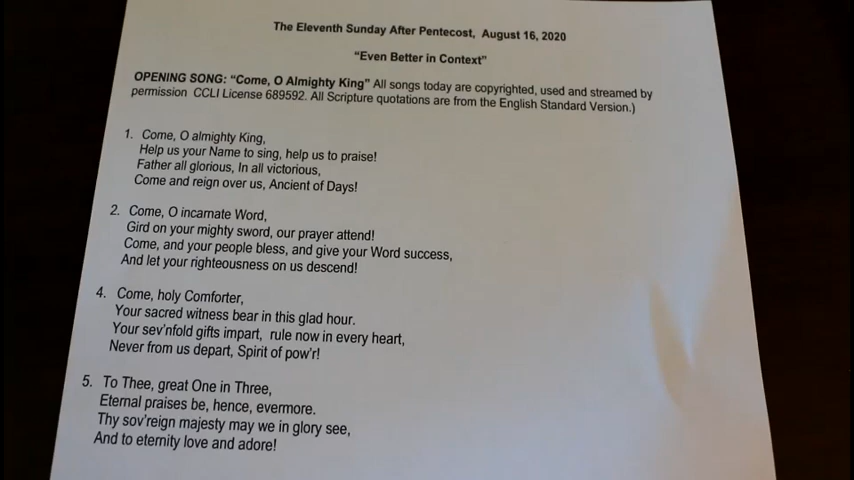 The Eleventh Sunday After Pentecost, August 16, 2020
“Even Better in Context”
OPENING SONG: “Come, O Almighty King” All songs today are copyrighted, used and streamed by
permission CCLI License 689592. All Scripture quotations are from the English Standard Version.)
1. Come, O almighty King,
Help us your Name to sing, help us to praise!
Father all glorious, In all victorious,
Come and reign over us, Ancient of Days!
2. Come, O incarnate Word,
Gird on your mighty sword, our prayer attend!
Come, and your people bless, and give your Word success,
And let your righteousness on us descend!
4. Come, holy Comforter,
Your sacred witness bear in this glad hour.
Your sev'nfold gifts impart, rule now in every heart,
Never from us depart, Spirit of pow'r!
5. To Thee, great One in Three,
Eternal praises be, hence, evermore.
Thy sov'reign majesty may we in glory see,
And to eternity love and adore!